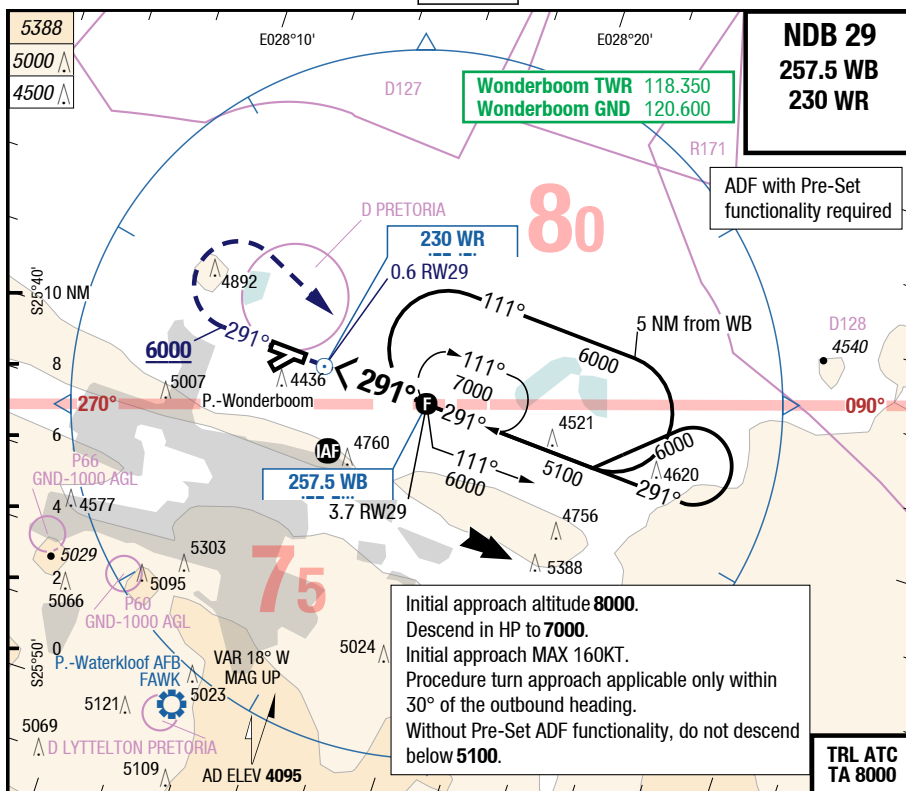 5388
5000
4500
E028°10'
E028°20'
NDB 29
257.5 WB
230 WR
D127
Wonderboom TWR 118.350
Wonderboom GND 120.600
R171
ADF with Pre-Set
functionality required
80
D PRETORIA
230 WR
0.6 RW29
4892
S25°40'
10 NM
111°
5 NM from WB
291°
6000
6000
D128
4540
8
4436
291°
111°
7000
5007
P.-Wonderboom
270°
F
090°
291°
4521
6000
6
IAF
4760
111°
6000
5100
4620
291°
257.5 WB
3.7 RW29
P66
GND-1000 AGL
4
4577
4756
5029
5303
75
5388
2
5066
5095
P60
GND-1000 AGL
Initial approach altitude 8000.
Descend in HP to 7000.
Initial approach MAX 160KT.
Procedure turn approach applicable only within
30° of the outbound heading.
Without Pre-Set ADF functionality, do not descend
below 5100.
S25°50'
0
5024
P.-Waterkloof AFB
FAWK
VAR 18° W
MAG UP
5023
5121
5069
D LYTTELTON PRETORIA
5109
AD ELEV 4095
TRL ATC
TA 8000